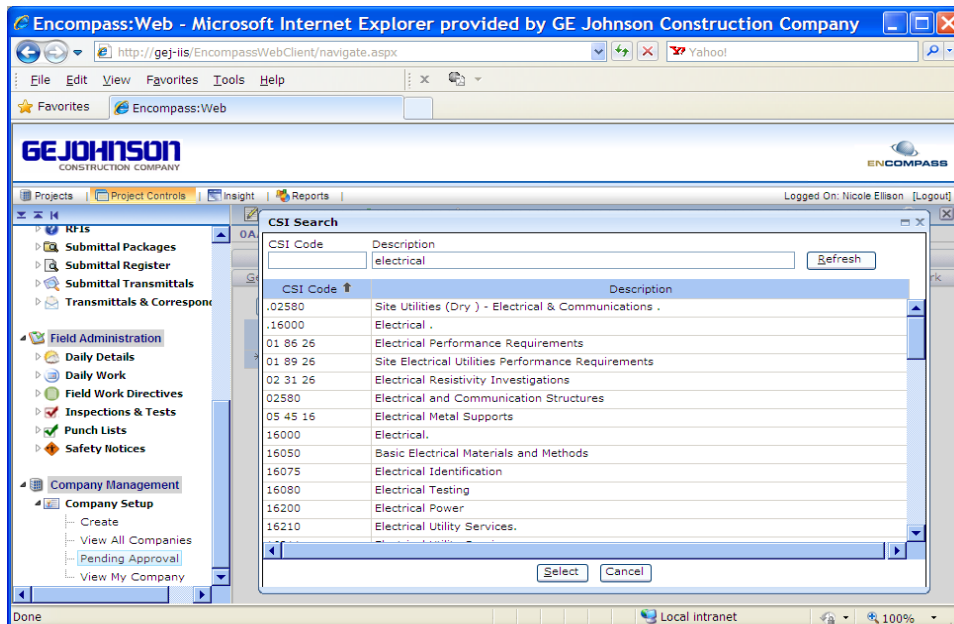 Encompass:Web - Microsoft Internet Explorer provided by GE Johnson Construction Company
http://gej-iis/EncompassWebClient/navigate.aspx
Yahoo!
File Edit View Favorites Tools Help
Favorites
Encompass:Web
GE JOHNSON
CONSTRUCTION COMPANY
ENCOMPASS
Projects | Project Controls | Insight | Reports |
Logged On: Nicole Ellison [Logout]
RFIs
Submittal Packages
Submittal Register
Submittal Transmittals
Transmittals & Correspond
Field Administration
Daily Details
Daily Work
Field Work Directives
Inspections & Tests
Punch Lists
Safety Notices
Company Management
Company Setup
Create
View All Companies
Pending Approval
View My Company
CSI Search
CSI Code Description
electrical
Refresh
CSI Code Description
.02580 Site Utilities (Dry ) - Electrical & Communications .
.16000 Electrical .
01 86 26 Electrical Performance Requirements
01 89 26 Site Electrical Utilities Performance Requirements
02 31 26 Electrical Resistivity Investigations
02580 Electrical and Communication Structures
05 45 16 Electrical Metal Supports
16000 Electrical.
16050 Basic Electrical Materials and Methods
16075 Electrical Identification
16080 Electrical Testing
16200 Electrical Power
16210 Electrical Utility Services.
Select Cancel
Done
Local intranet
100%